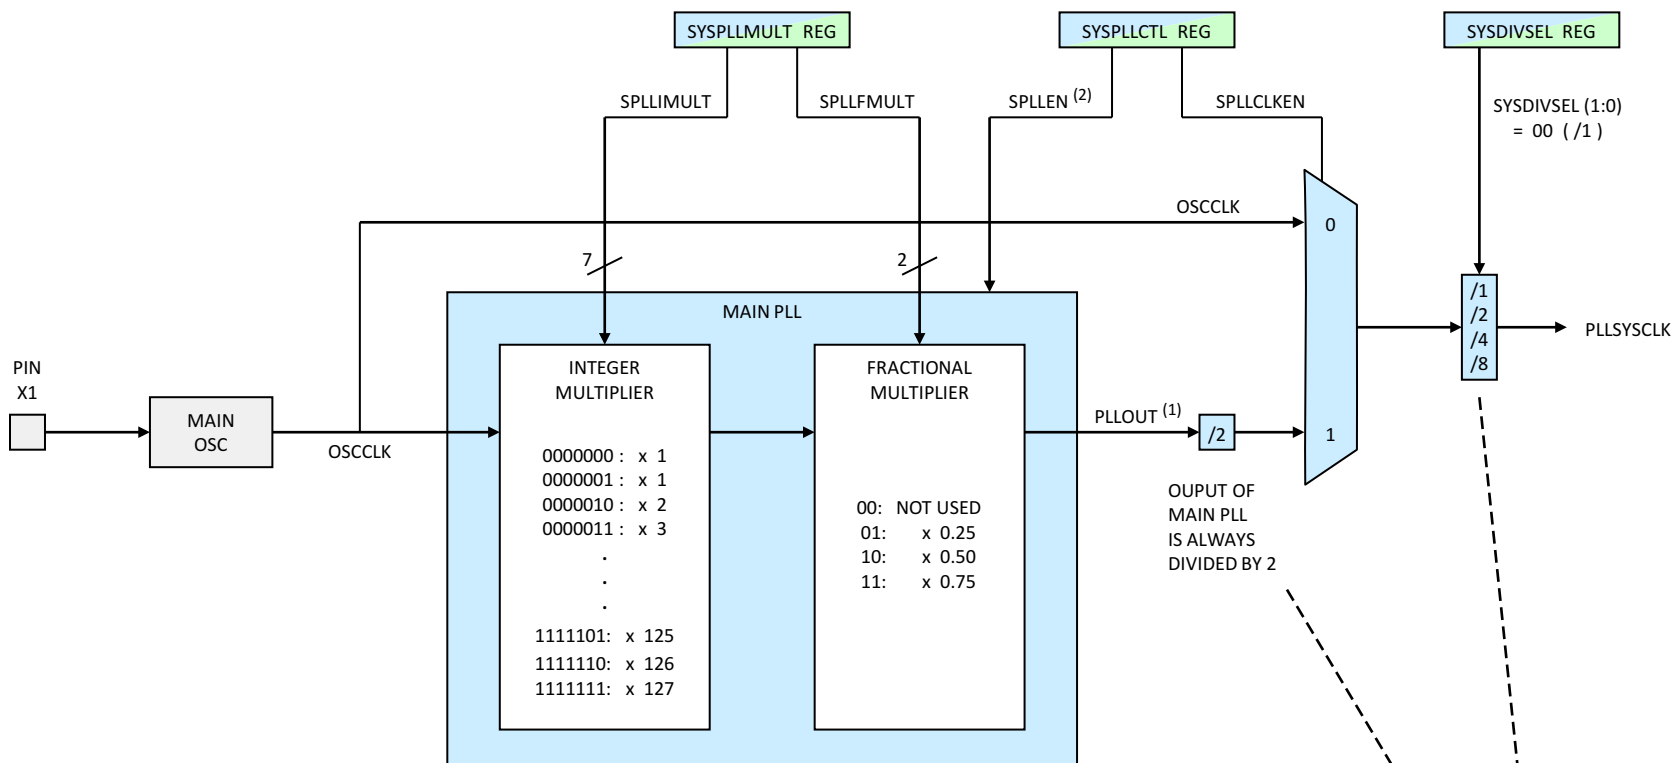 SYSPLLMULT REG
SYSPLLCTL REG
SYSDIVSEL REG
SPLLIMULT
SPLLFMULT
SPLLEN (2)
SPLLCLKEN
SYSDIVSEL (1:0)
= 00 ( /1 )
OSCCLK
0
7
2
MAIN PLL
/1
/2
/4
/8
PLLSYSCLK
PIN
X1
MAIN
OSC
OSCCLK
INTEGER
MULTIPLIER
0000000 : x 1
0000001 : x 1
0000010 : x 2
0000011 : x 3
.
.
.
1111101: x 125
1111110: x 126
1111111: x 127
FRACTIONAL
MULTIPLIER
00: NOT USED
01: x 0.25
10: x 0.50
11: x 0.75
PLLOUT (1)
/2
1
OUPUT OF
MAIN PLL
IS ALWAYS
DIVIDED BY 2